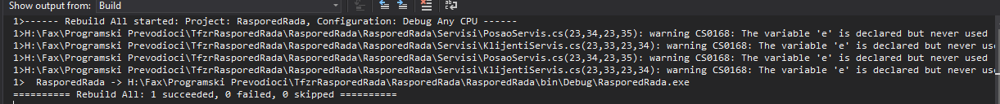 Show output from: Build
1>------ Rebuild All started: Project: RasporedRada, Configuration: Debug Any CPU ------
1>H:\Fax\Programski Prevodioci\TfzrRasporedRada\RasporedRada\RasporedRada\Servisi\PosaoServis.cs(23,34,23,35): warning CS0168: The variable 'e' is declared but never used
1>H:\Fax\Programski Prevodioci\TfzrRasporedRada\RasporedRada\RasporedRada\Servisi\KlijentiServis.cs(23,33,23,34): warning CS0168: The variable 'e' is declared but never us
1>H:\Fax\Programski Prevodioci\TfzrRasporedRada\RasporedRada\RasporedRada\Servisi\PosaoServis.cs(23,34,23,35): warning CS0168: The variable 'e' is declared but never used
1>H:\Fax\Programski Prevodioci\TfzrRasporedRada\RasporedRada\RasporedRada\Servisi\KlijentiServis.cs(23,33,23,34): warning CS0168: The variable 'e' is declared but never us
1>  RasporedRada -> H:\Fax\Programski Prevodioci\TfzrRasporedRada\RasporedRada\RasporedRada\bin\Debug\RasporedRada.exe
========== Rebuild All: 1 succeeded, 0 failed, 0 skipped ==========